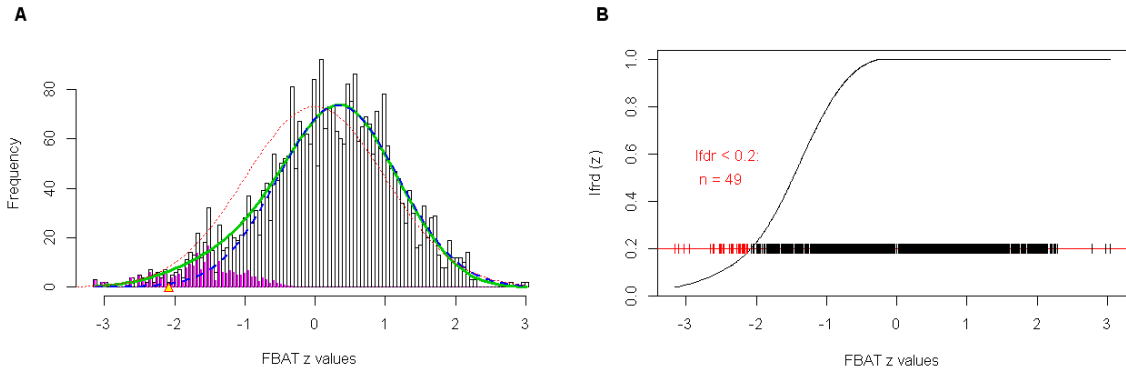 A
Frequency
80
60
40
20
0
-3 -2 -1 0 1 2 3
FBAT z values
B
lfrd (z)
1.0
0.8
0.6
0.4
0.2
0.0
lfdr < 0.2:
n = 49
-3 -2 -1 0 1 2 3
FBAT z values